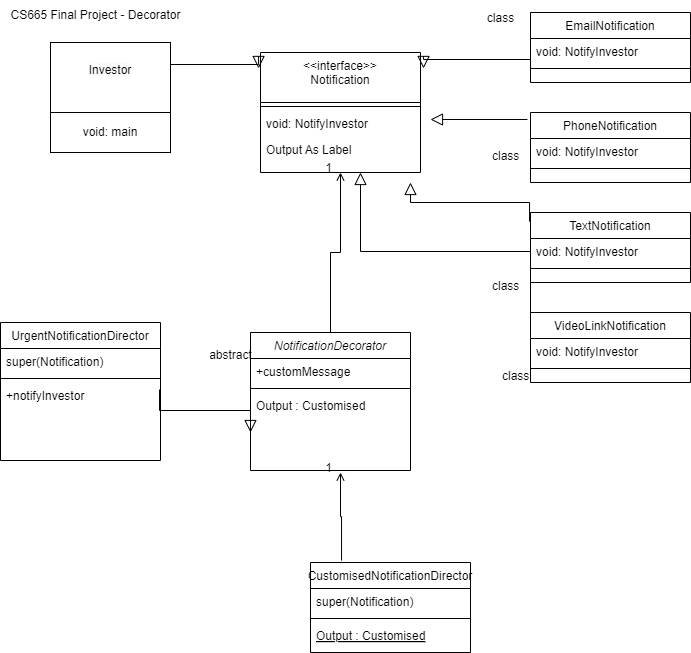 CS665 Final Project - Decorator
Investor
void: main
<<interface>>
Notification
void: NotifyInvestor
Output As Label
1
class
EmailNotification
void: NotifyInvestor
PhoneNotification
void: NotifyInvestor
class
TextNotification
void: NotifyInvestor
class
VideoLinkNotification
void: NotifyInvestor
class
UrgentNotificationDirector
super(Notification)
+notifyInvestor
abstract
NotificationDecorator
+customMessage
Output : Customised
1
CustomisedNotificationDirector
super(Notification)
Output : Customised